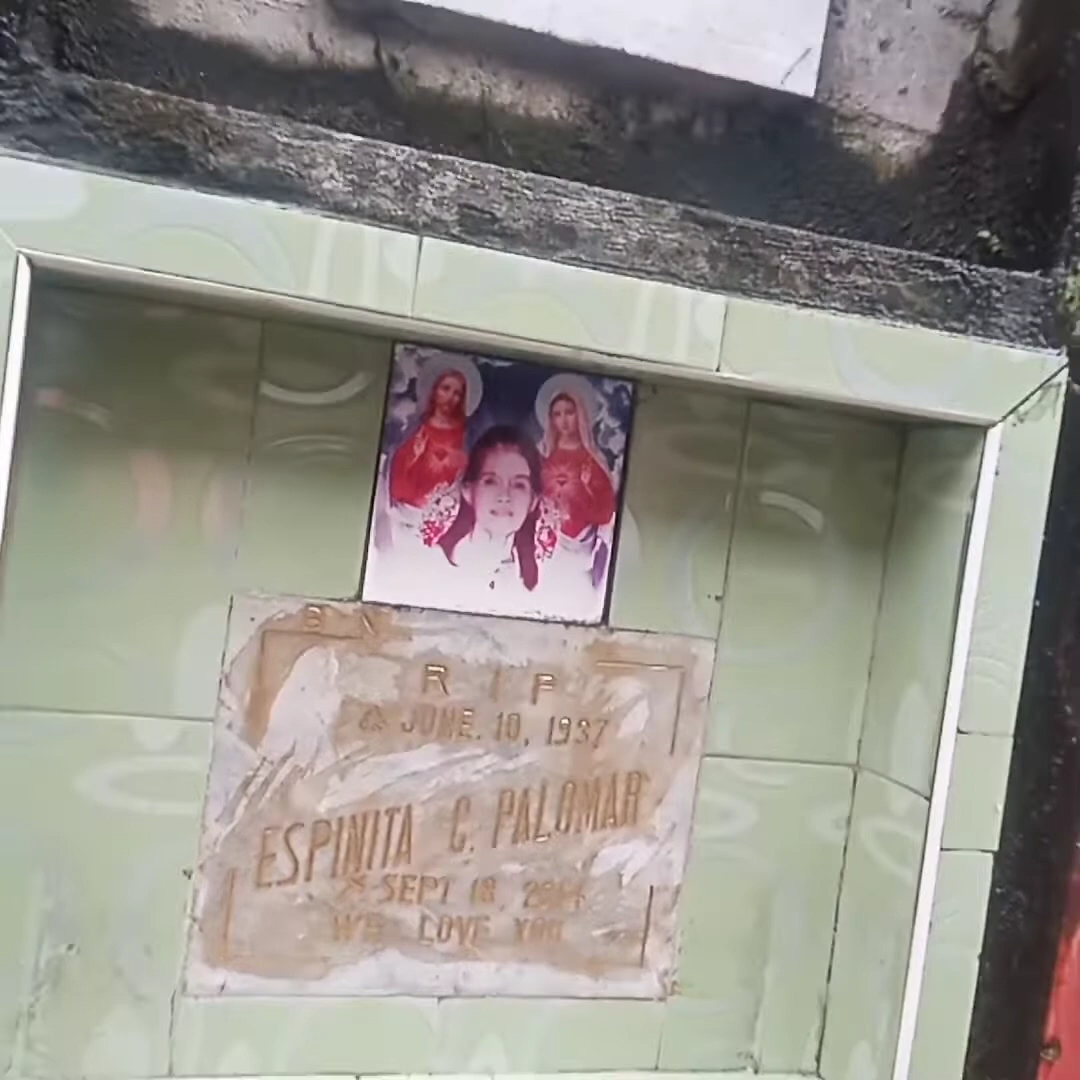 R I P
JUNE. 10, 1937
ESPINITA C. PALOMAR
SEPT 18,
WE LOVE YOU